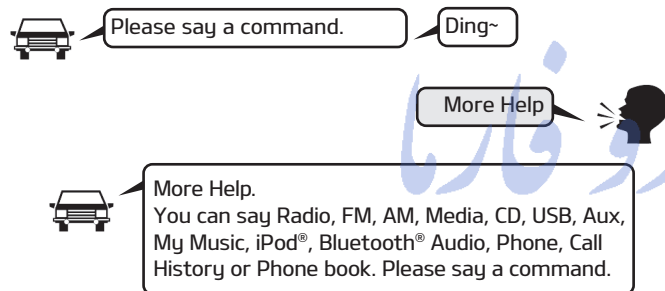 Please say a command.
Ding~
More Help
More Help.
You can say Radio, FM, AM, Media, CD, USB, Aux,
My Music, iPod®, Bluetooth® Audio, Phone, Call
History or Phone book. Please say a command.